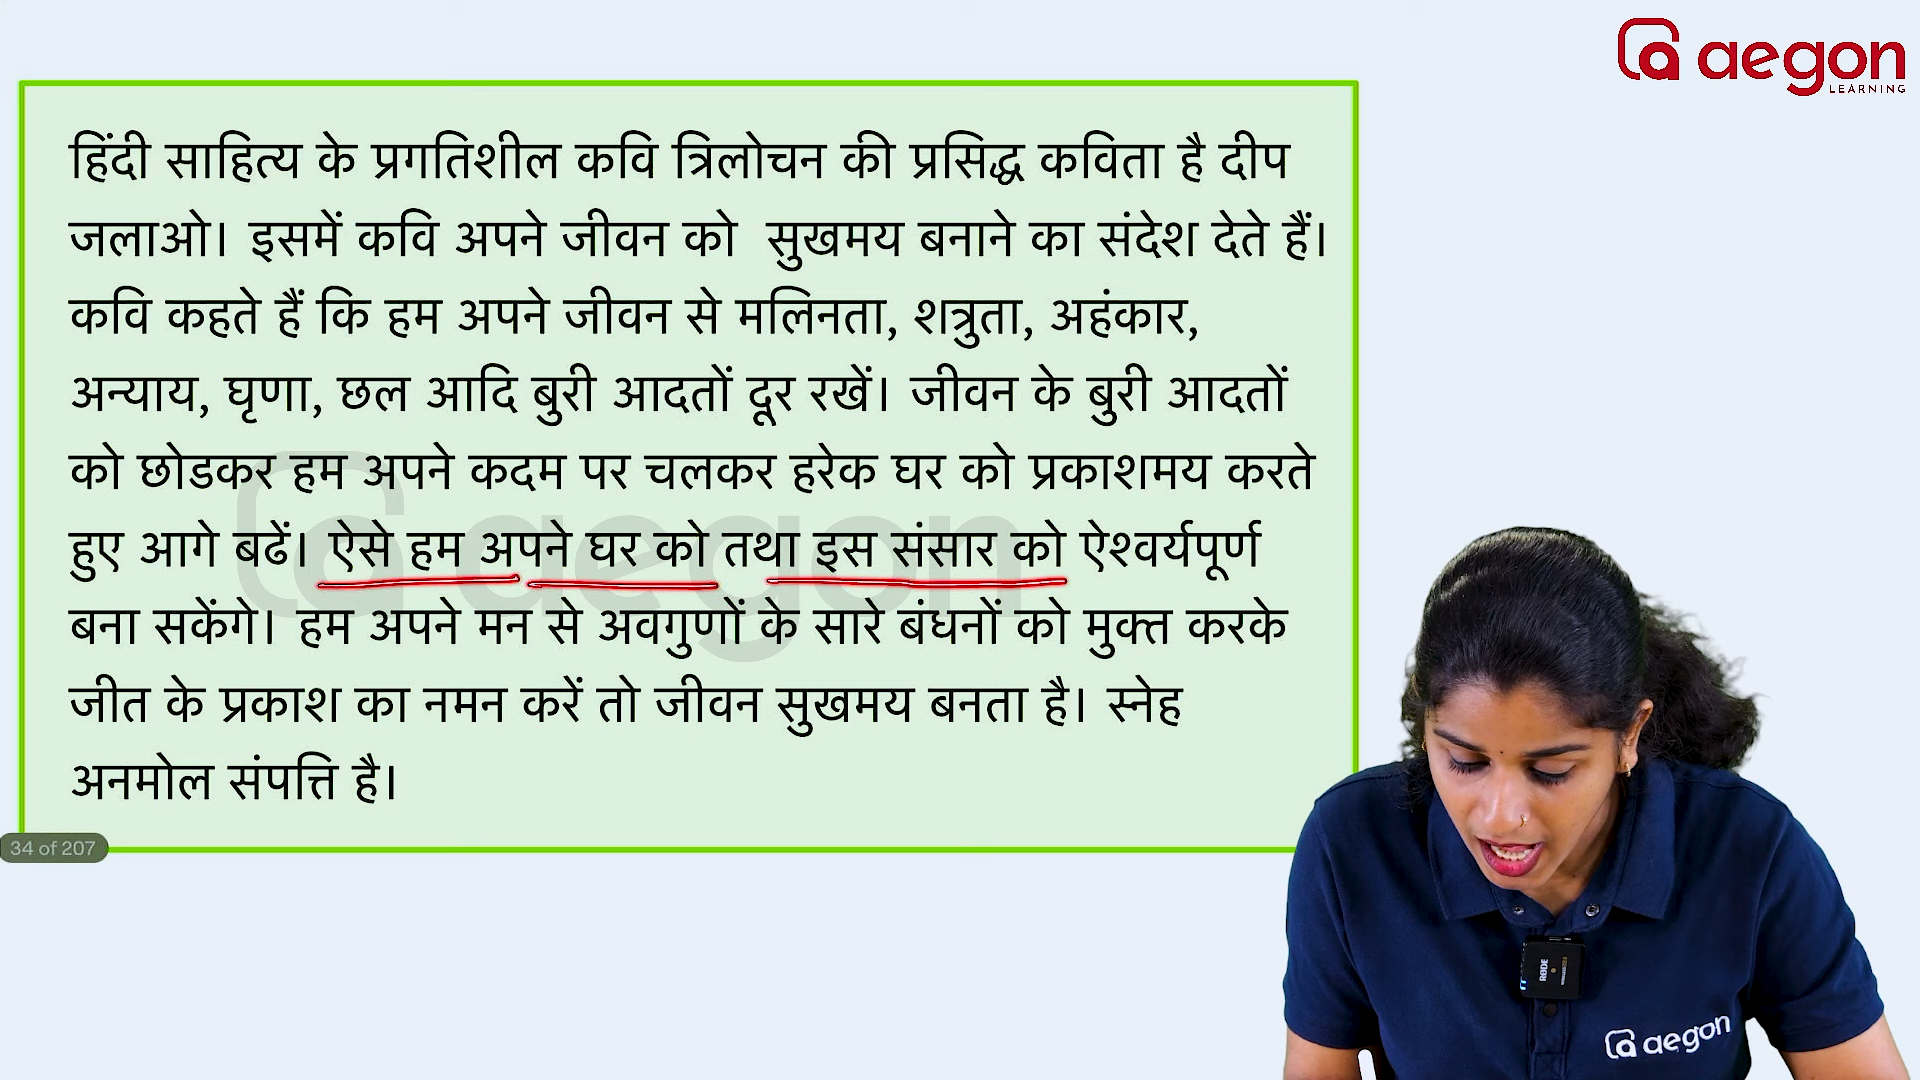 aegon
LEARNING
हिंदी साहित्य के प्रगतिशील कवि त्रिलोचन की प्रसिद्ध कविता है दीप
जलाओ। इसमें कवि अपने जीवन को सुखमय बनाने का संदेश देते हैं।
कवि कहते हैं कि हम अपने जीवन से मलिनता, शत्रुता, अहंकार,
अन्याय, घृणा, छल आदि बुरी आदतों दूर रखें। जीवन के बुरी आदतों
को छोडकर हम अपने कदम पर चलकर हरेक घर को प्रकाशमय करते
हुए आगे बढें। ऐसे हम अपने घर को तथा इस संसार को ऐश्वर्यपूर्ण
बना सकेंगे। हम अपने मन से अवगुणों के सारे बंधनों को मुक्त करके
जीत के प्रकाश का नमन करें तो जीवन सुखमय बनता है। स्नेह
अनमोल संपत्ति है।
aegon
34 of 207
RØDE
aegon